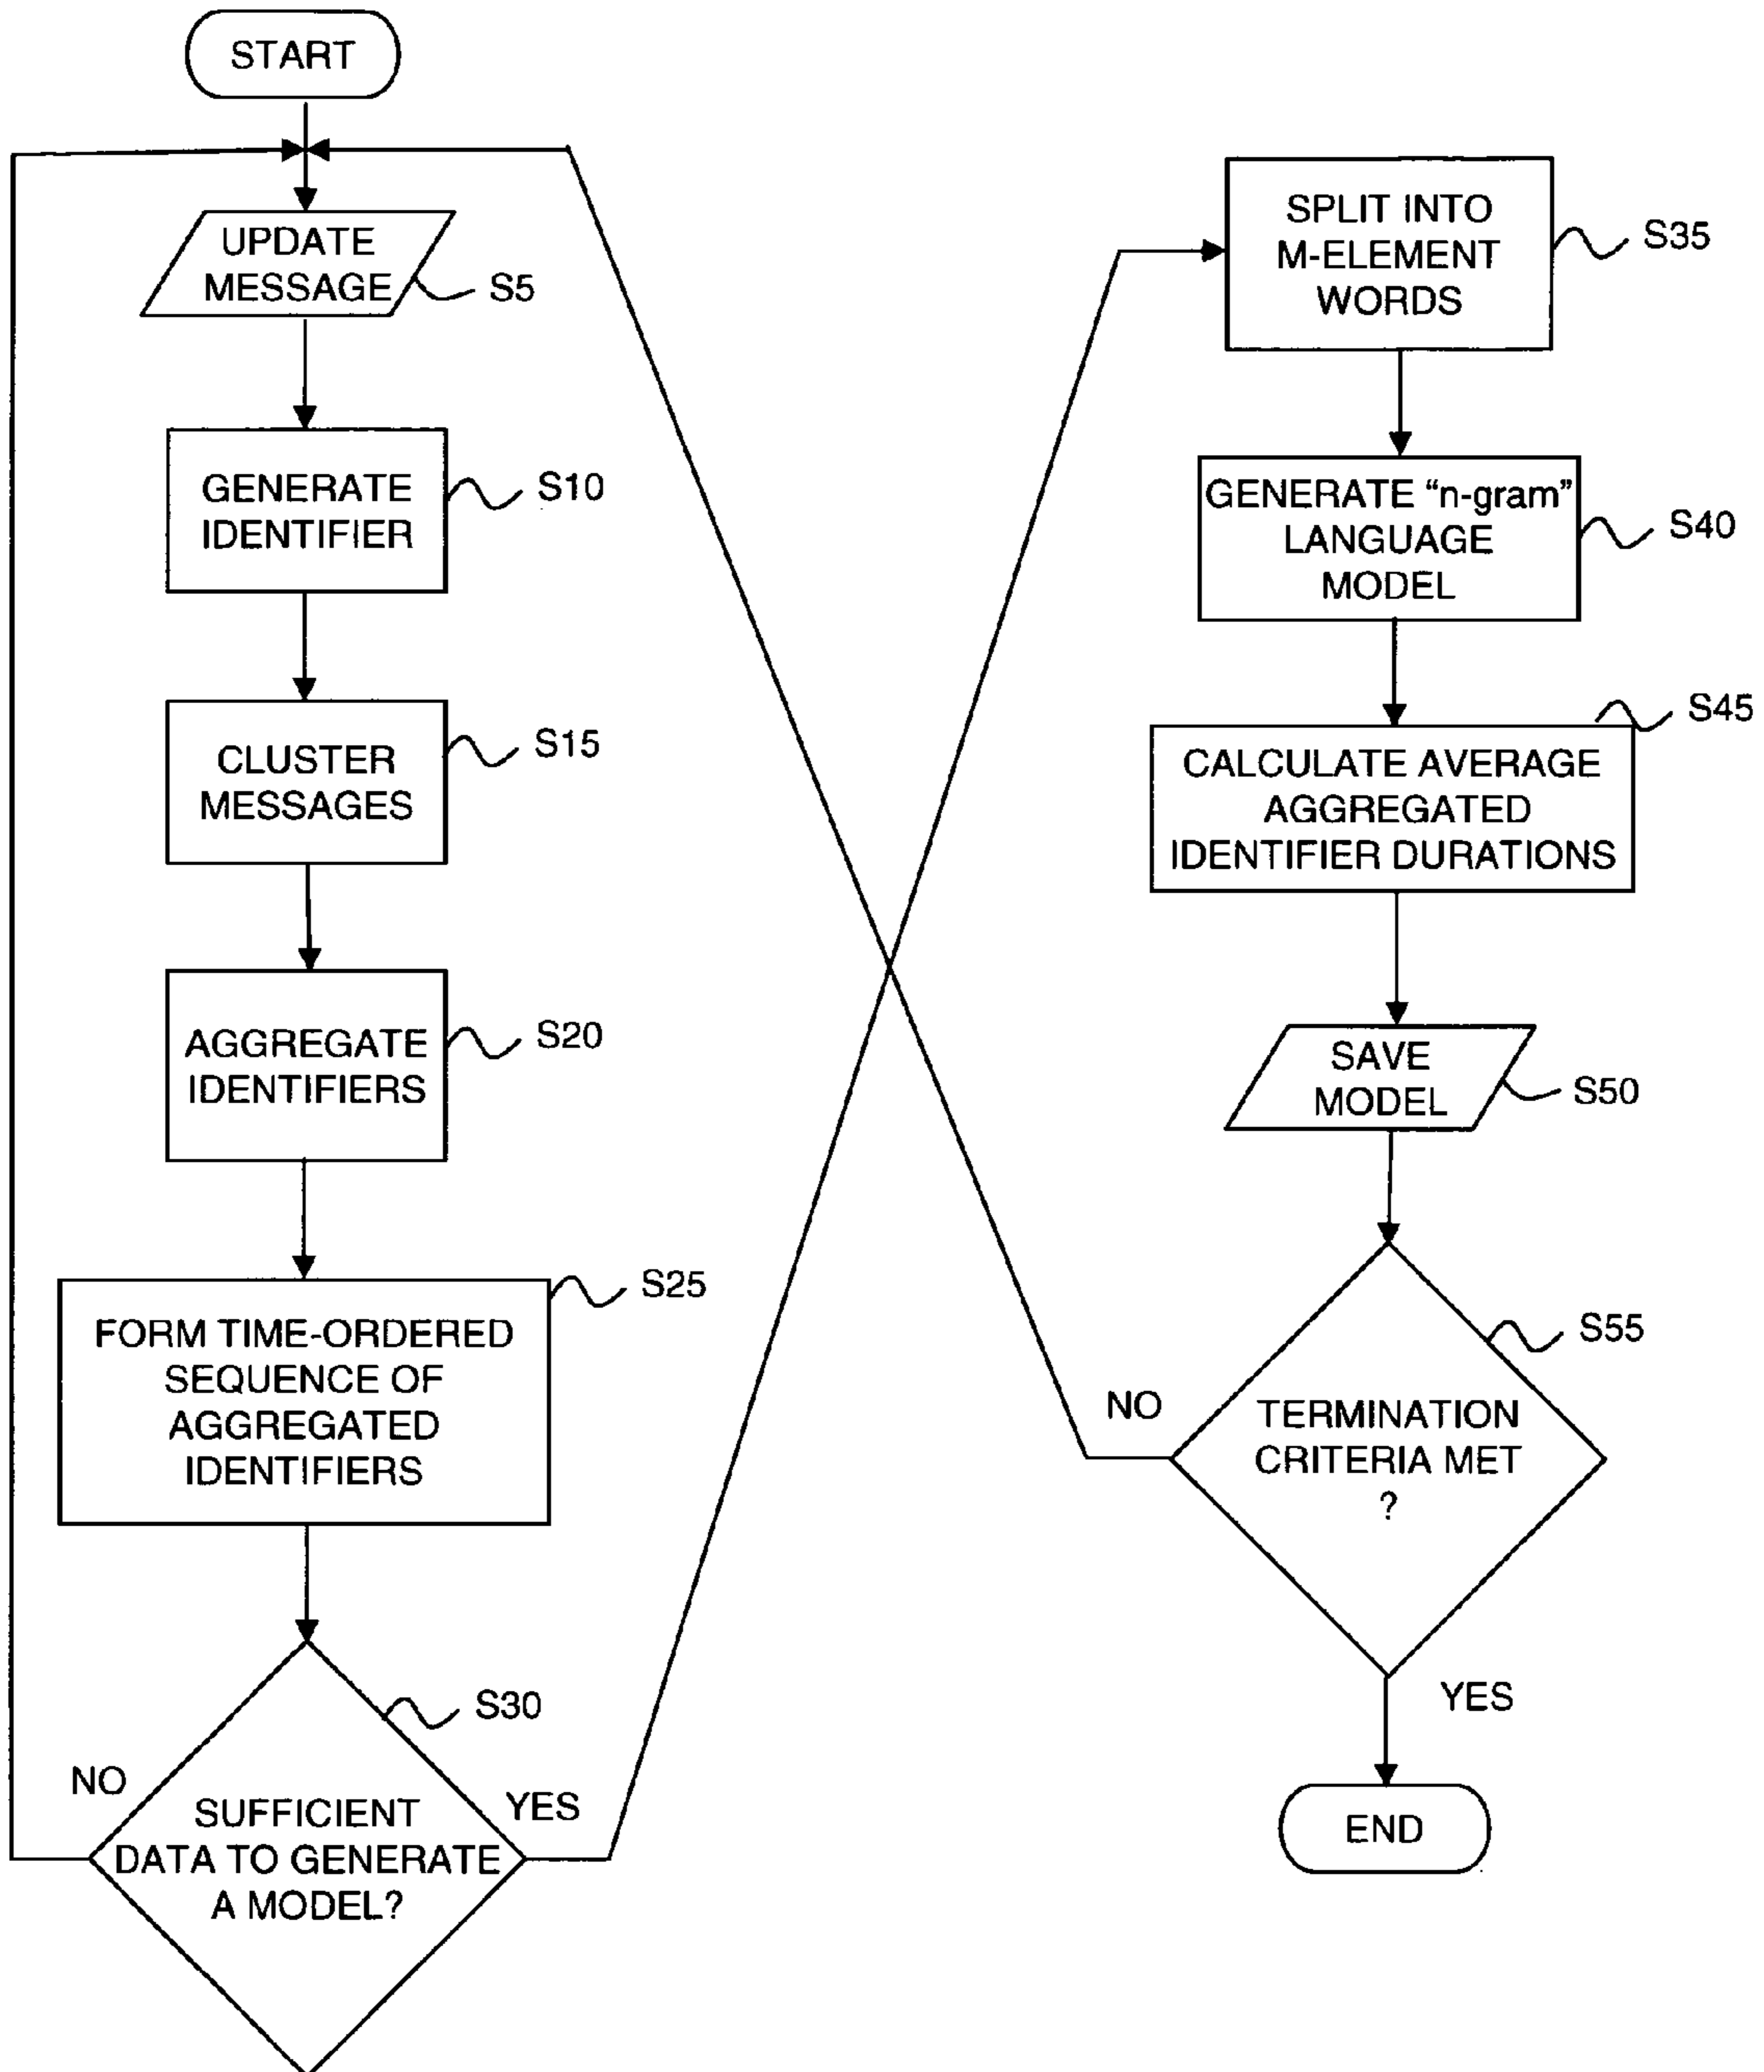 START
UPDATE
MESSAGE
S5
GENERATE
IDENTIFIER
S10
CLUSTER
MESSAGES
S15
AGGREGATE
IDENTIFIERS
S20
FORM TIME-ORDERED
SEQUENCE OF
AGGREGATED
IDENTIFIERS
S25
SUFFICIENT
DATA TO GENERATE
A MODEL?
S30
NO
YES
SPLIT INTO
M-ELEMENT
WORDS
S35
GENERATE “n-gram”
LANGUAGE
MODEL
S40
CALCULATE AVERAGE
AGGREGATED
IDENTIFIER DURATIONS
S45
SAVE
MODEL
S50
TERMINATION
CRITERIA MET
?
S55
NO
YES
END